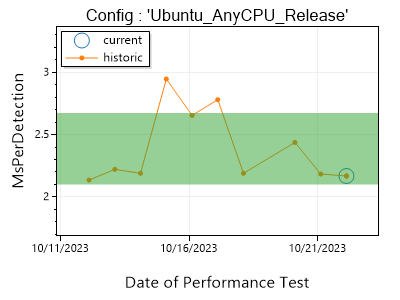 Config : 'Ubuntu_AnyCPU_Release'
current
historic
MsPerDetection
3
2.5
2
10/11/2023
10/16/2023
10/21/2023
Date of Performance Test